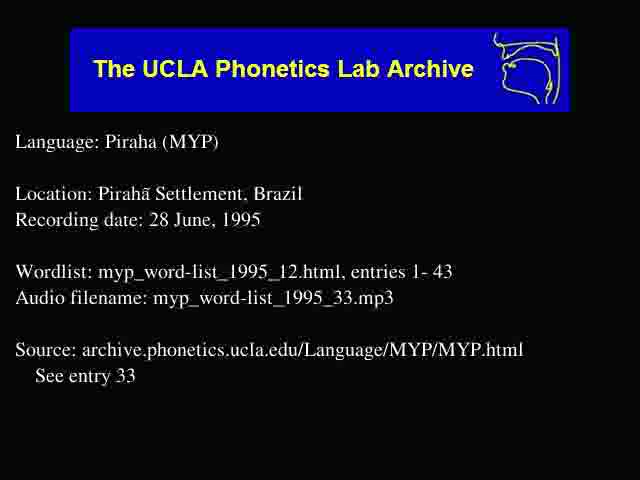 The UCLA Phonetics Lab Archive
Language: Piraha (MYP)
Location: Pirahã Settlement, Brazil
Recording date: 28 June, 1995
Wordlist: myp_word-list_1995_12.html, entries 1- 43
Audio filename: myp_word-list_1995_33.mp3
Source: archive.phonetics.ucla.edu/Language/MYP/MYP.html
See entry 33